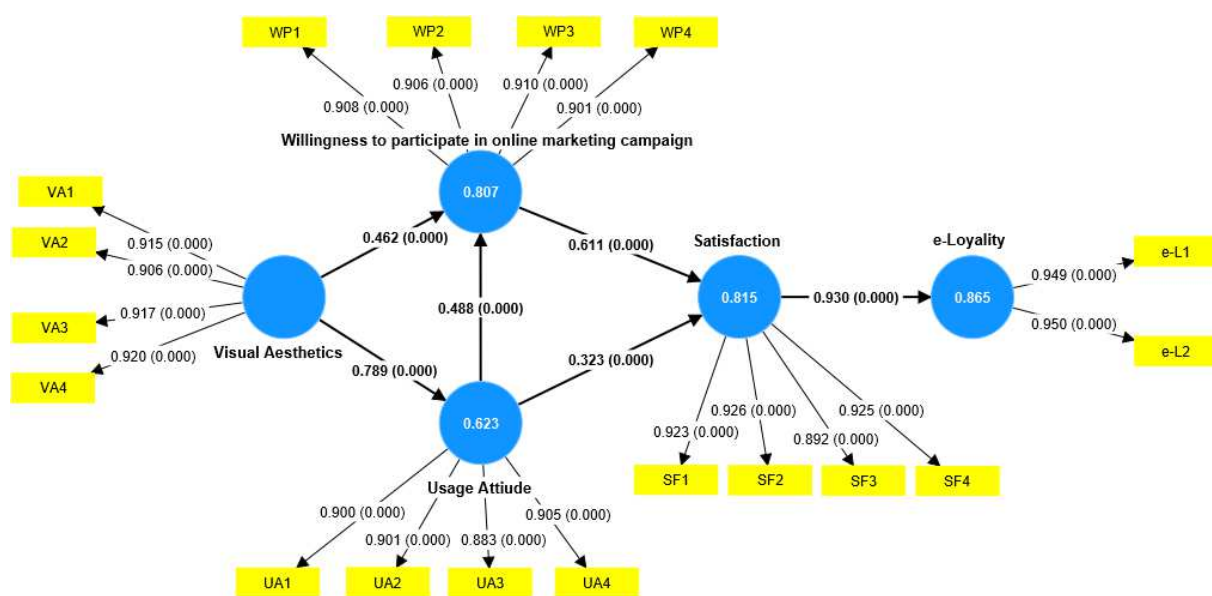 WP1
WP2
WP3
WP4
0.908 (0.000)
0.906 (0.000)
0.910 (0.000)
0.901 (0.000)
Willingness to participate in online marketing campaign
0.807
VA1
VA2
VA3
VA4
0.915 (0.000)
0.906 (0.000)
0.917 (0.000)
0.920 (0.000)
Visual Aesthetics
0.462 (0.000)
0.789 (0.000)
0.488 (0.000)
0.611 (0.000)
0.323 (0.000)
Satisfaction
0.815
0.930 (0.000)
e-Loyality
0.865
0.949 (0.000)
0.950 (0.000)
e-L1
e-L2
0.623
Usage Attiude
0.900 (0.000)
0.901 (0.000)
0.883 (0.000)
0.905 (0.000)
UA1
UA2
UA3
UA4
0.923 (0.000)
0.926 (0.000)
0.892 (0.000)
0.925 (0.000)
SF1
SF2
SF3
SF4